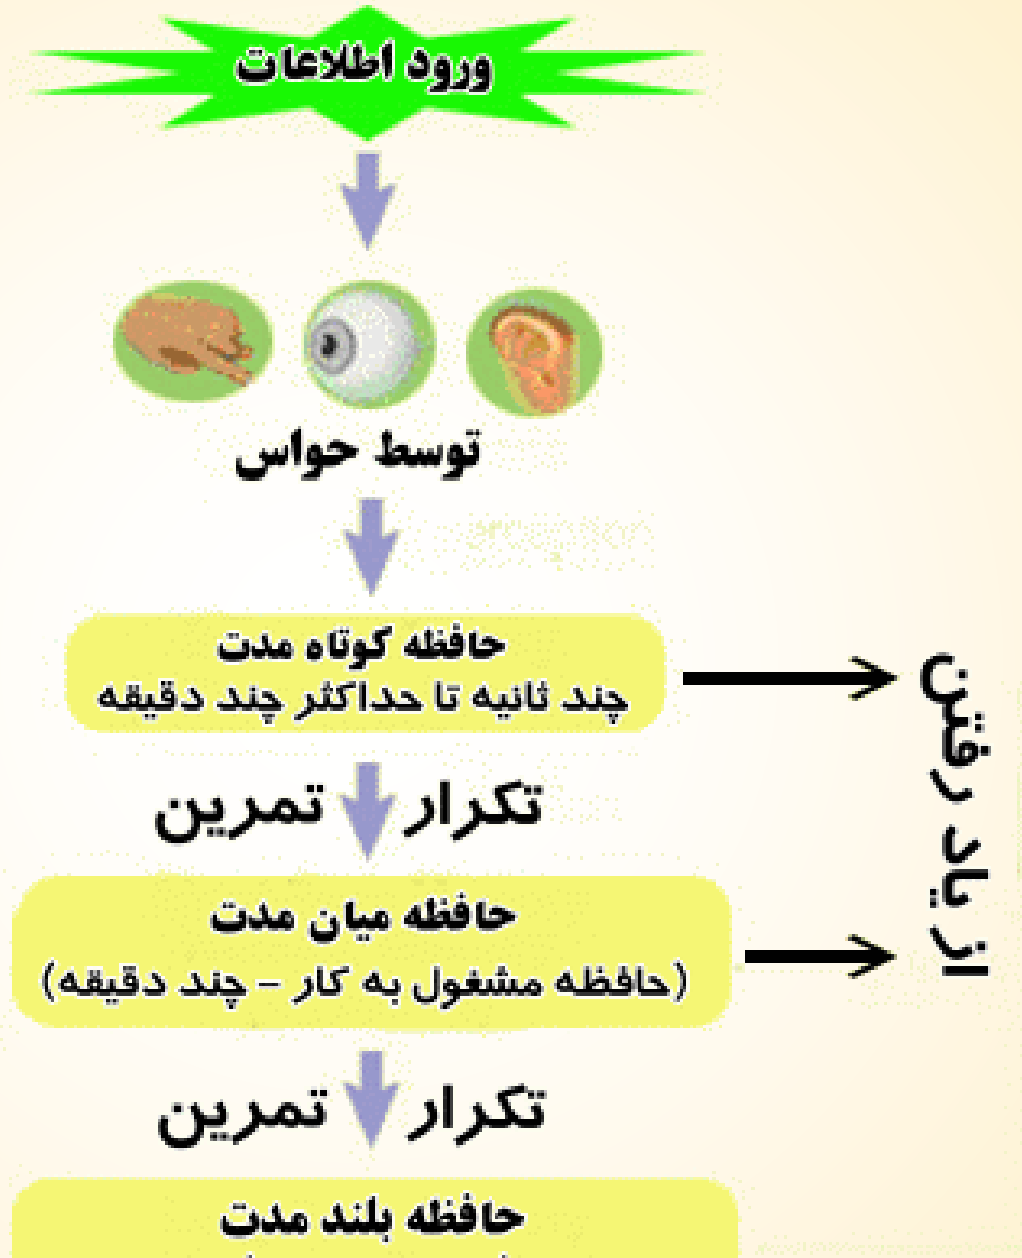 ورود اطلاعات
توسط حواس
حافظه کوتاه مدت
چند ثانیه تا حداکثر چند دقیقه
تکرار تمرین
حافظه میان مدت
(حافظه مشغول به کار – چند دقیقه)
تکرار تمرین
حافظه بلند مدت
از یاد رفتن